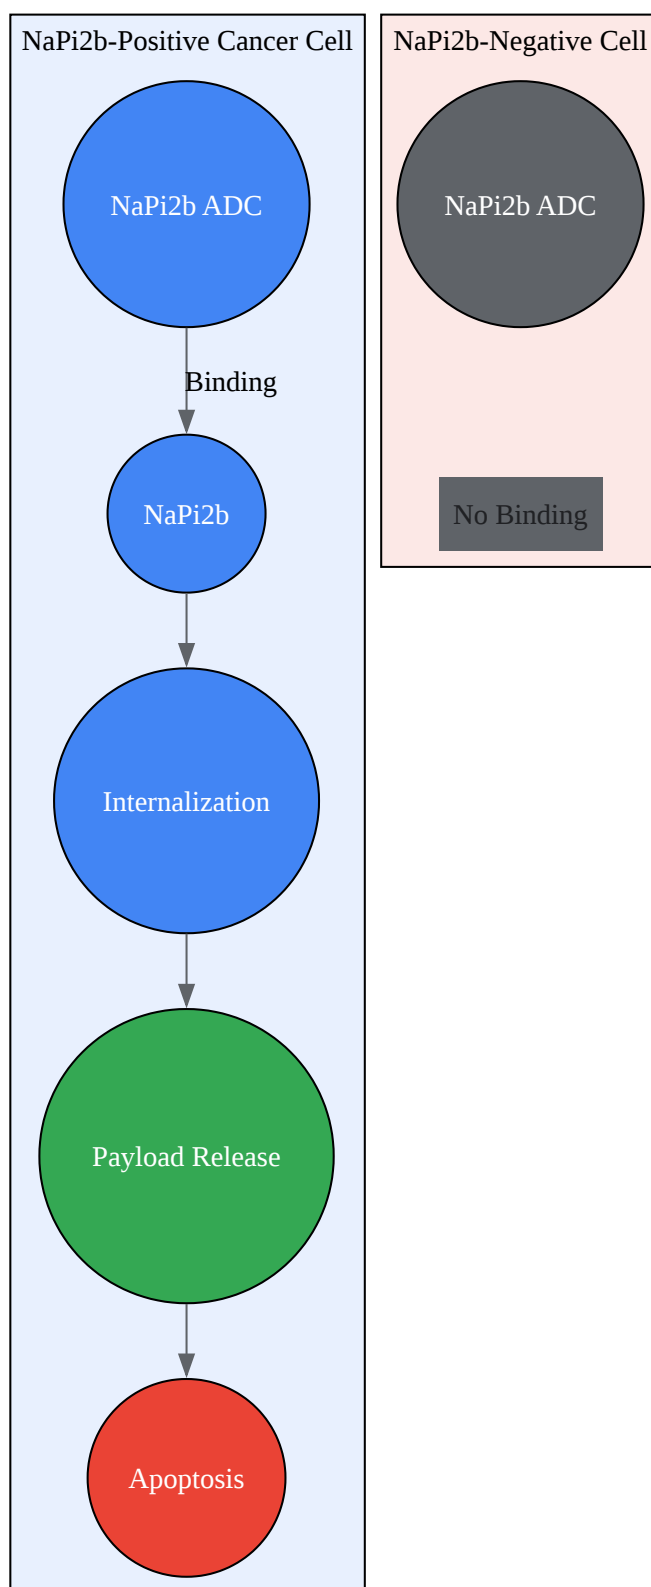 NaPi2b-Positive Cancer Cell
NaPi2b ADC
Binding
NaPi2b
Internalization
Payload Release
Apoptosis
NaPi2b-Negative Cell
NaPi2b ADC
No Binding